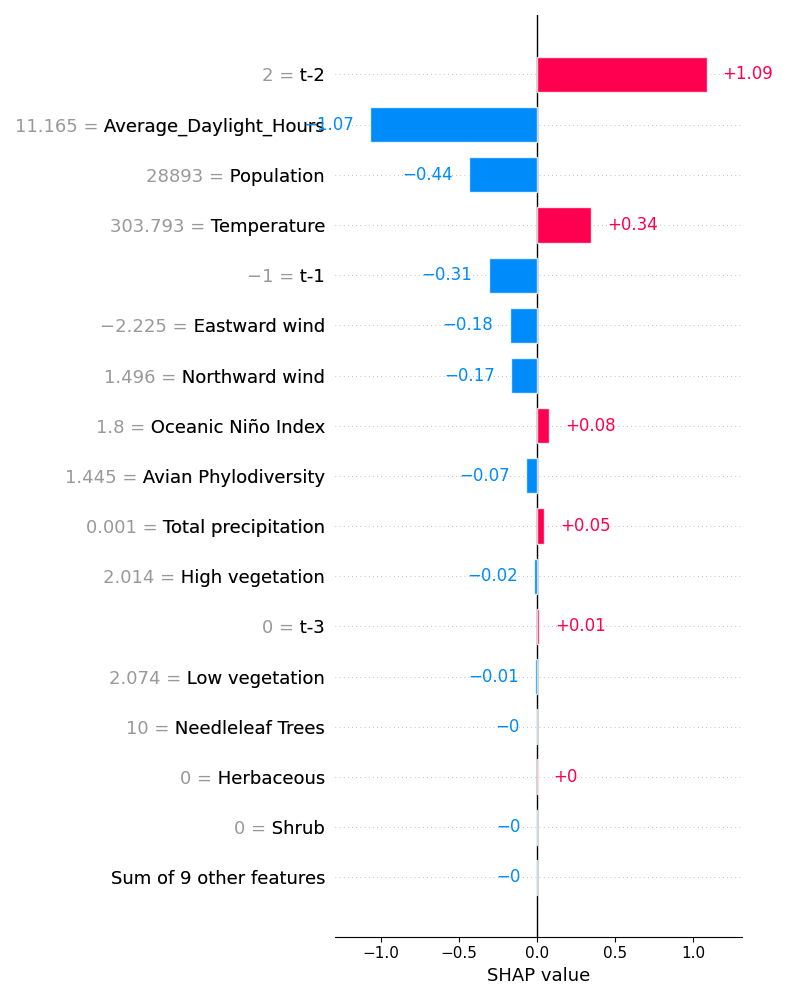 2 = t-2 +1.09
11.165 = Average_Daylight_Hours −1.07
28893 = Population −0.44
303.793 = Temperature +0.34
−1 = t-1 −0.31
−2.225 = Eastward wind −0.18
1.496 = Northward wind −0.17
1.8 = Oceanic Niño Index +0.08
1.445 = Avian Phylodiversity −0.07
0.001 = Total precipitation +0.05
2.014 = High vegetation −0.02
0 = t-3 +0.01
2.074 = Low vegetation −0.01
10 = Needleleaf Trees −0
0 = Herbaceous +0
0 = Shrub −0
Sum of 9 other features −0
−1.0 −0.5 0.0 0.5 1.0
SHAP value